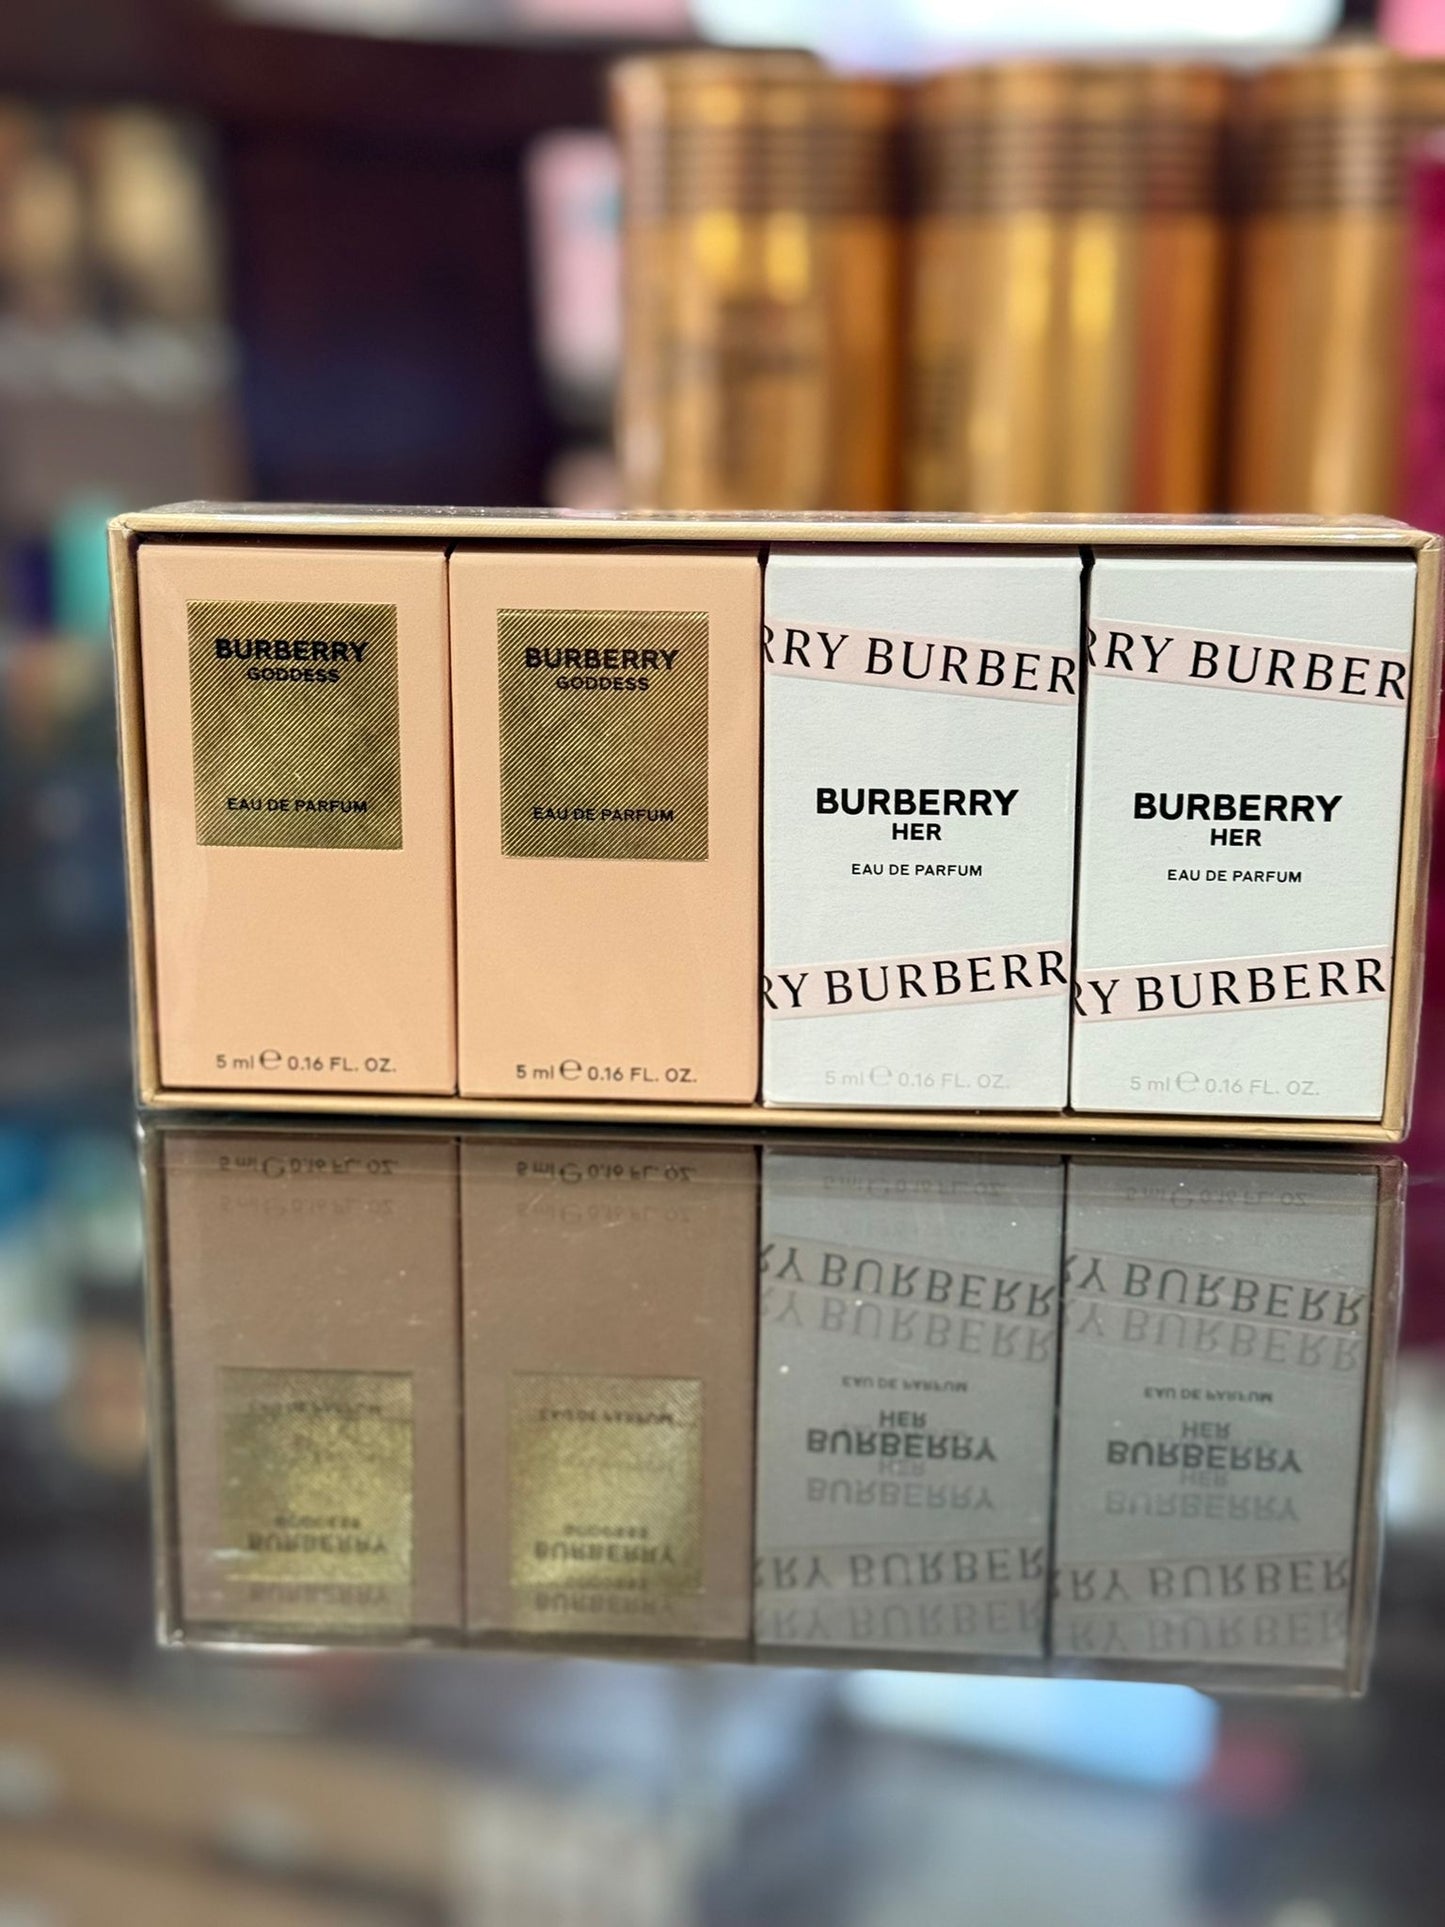 BURBERRY
GODDESS
EAU DE PARFUM
5 ml ℮ 0.16 FL. OZ.
BURBERRY
GODDESS
EAU DE PARFUM
5 ml ℮ 0.16 FL. OZ.
RRY BURBER
BURBERRY
HER
EAU DE PARFUM
RY BURBERR
5 ml ℮ 0.16 FL. OZ.
RRY BURBER
BURBERRY
HER
EAU DE PARFUM
RY BURBERR
5 ml ℮ 0.16 FL. OZ.